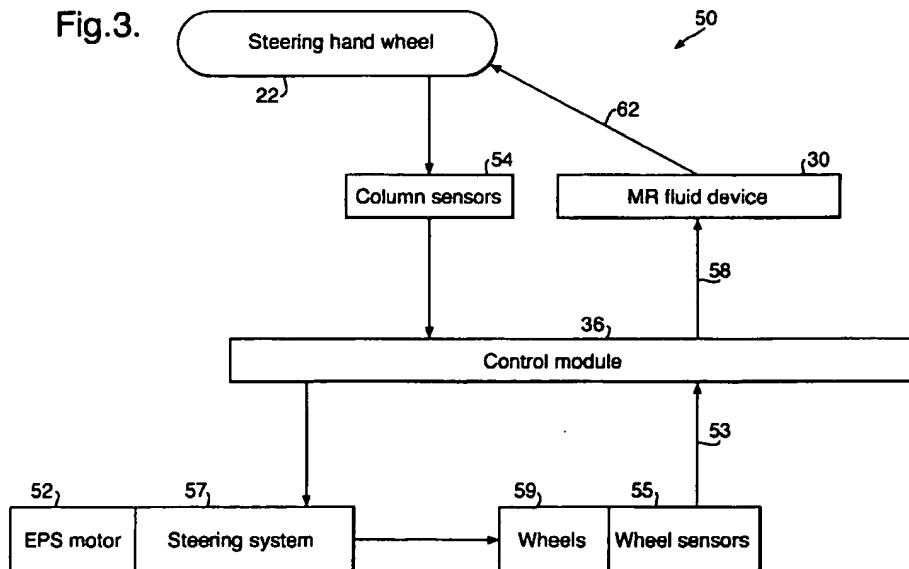 Fig.3.
50
Steering hand wheel
22
62
54
30
Column sensors
MR fluid device
58
36
Control module
53
52
57
59
55
EPS motor
Steering system
Wheels
Wheel sensors